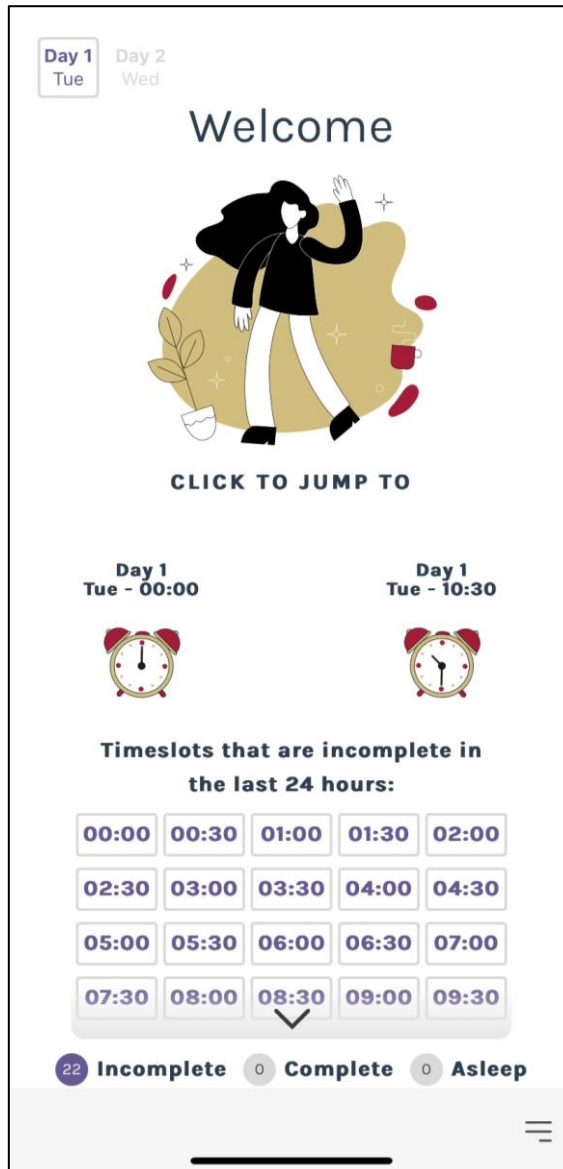 Day 1 Day 2
Tue Wed
Welcome
CLICK TO JUMP TO
Day 1 Day 1
Tue - 00:00 Tue - 10:30
Timeslots that are incomplete in
the last 24 hours:
00:00 00:30 01:00 01:30 02:00
02:30 03:00 03:30 04:00 04:30
05:00 05:30 06:00 06:30 07:00
07:30 08:00 08:30 09:00 09:30
22 Incomplete 0 Complete 0 Asleep